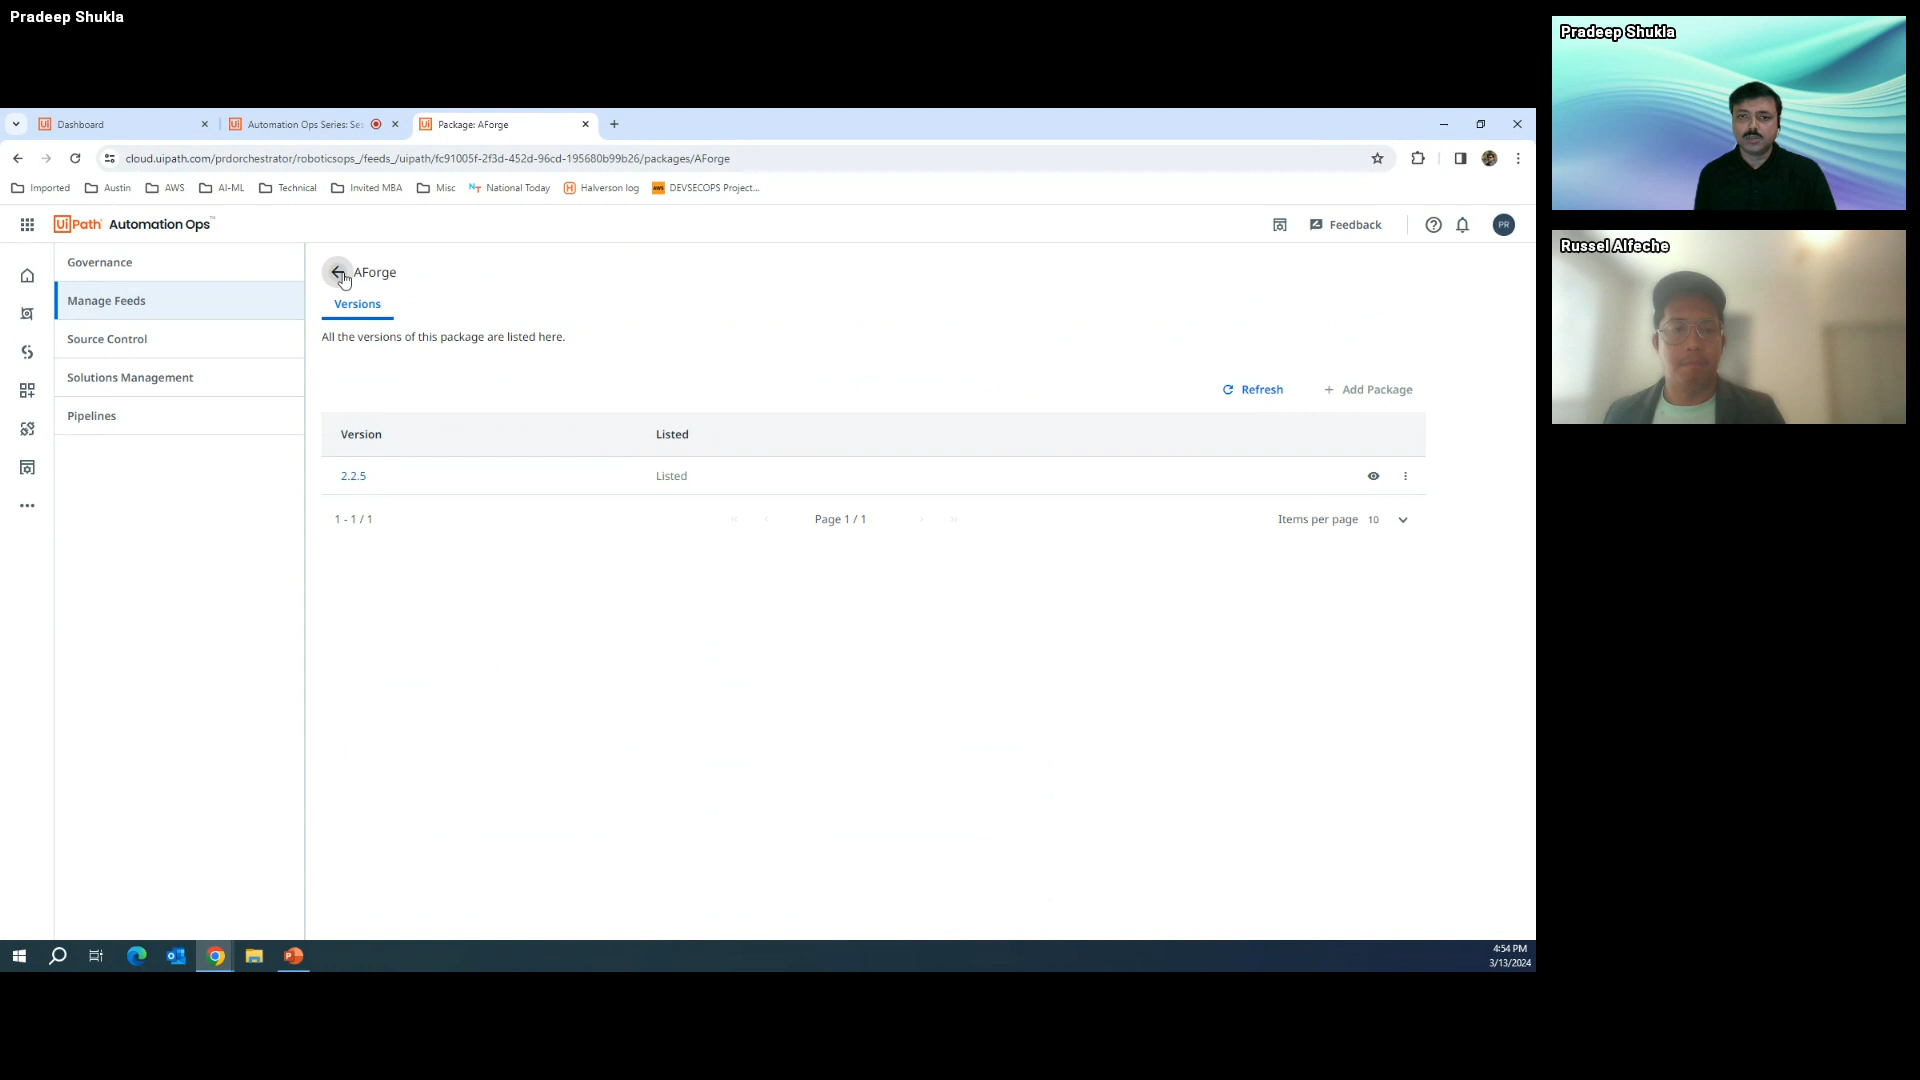 Pradeep Shukla
Pradeep Shukla
Russel Alfeche
Ui Dashboard
Ui Automation Ops Series: Se
Ui Package: AForge
cloud.uipath.com/prdorchestrator/roboticsops_/feeds_/uipath/fc91005f-2f3d-452d-96cd-195680b99b26/packages/AForge
Imported Austin AWS AI-ML Technical Invited MBA Misc National Today Halverson log DEVSECOPS Project...
UiPath Automation Ops™
Feedback
PR
Governance
Manage Feeds
Source Control
Solutions Management
Pipelines
AForge
Versions
All the versions of this package are listed here.
Refresh
+ Add Package
Version Listed
2.2.5 Listed
1 - 1 / 1 Page 1 / 1 Items per page 10
4:54 PM
3/13/2024